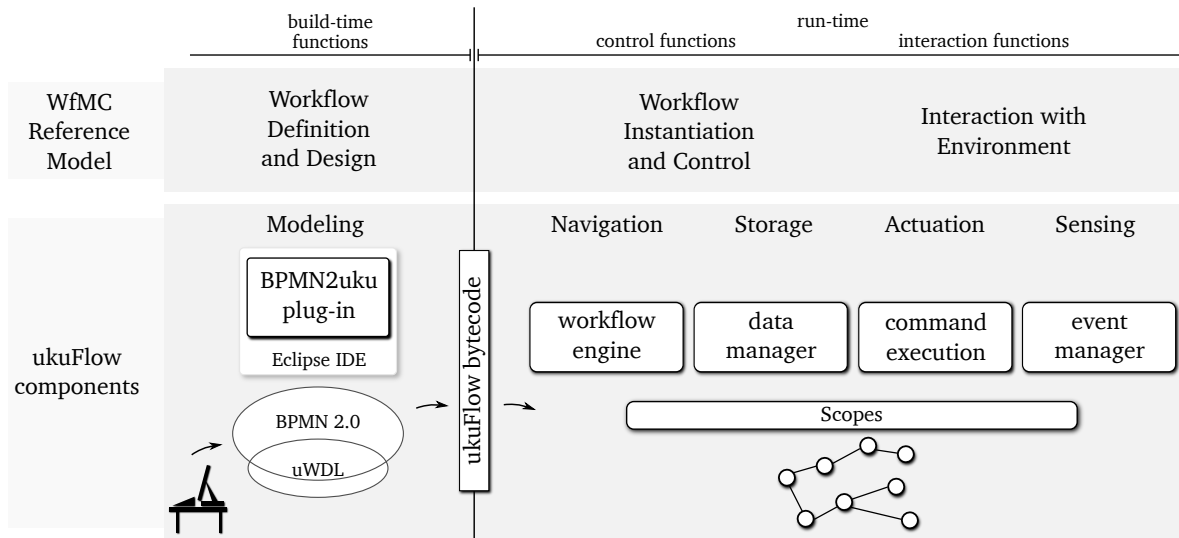 build-time
functions
run-time
control functions
interaction functions
WfMC
Reference
Model
Workflow
Definition
and Design
Workflow
Instantiation
and Control
Interaction with
Environment
ukuFlow
components
Modeling
BPMN2uku
plug-in
Eclipse IDE
BPMN 2.0
uWDL
ukuFlow bytecode
Navigation
Storage
Actuation
Sensing
workflow
engine
data
manager
command
execution
event
manager
Scopes